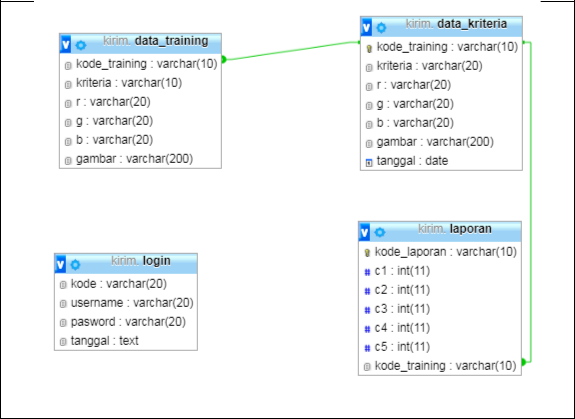 kirim. data_training
kode_training : varchar(10)
kriteria : varchar(10)
r : varchar(20)
g : varchar(20)
b : varchar(20)
gambar : varchar(200)
kirim. data_kriteria
kode_training : varchar(10)
kriteria : varchar(20)
r : varchar(20)
g : varchar(20)
b : varchar(20)
gambar : varchar(200)
tanggal : date
kirim. login
kode : varchar(20)
username : varchar(20)
pasword : varchar(20)
tanggal : text
kirim. laporan
kode_laporan : varchar(10)
c1 : int(11)
c2 : int(11)
c3 : int(11)
c4 : int(11)
c5 : int(11)
kode_training : varchar(10)